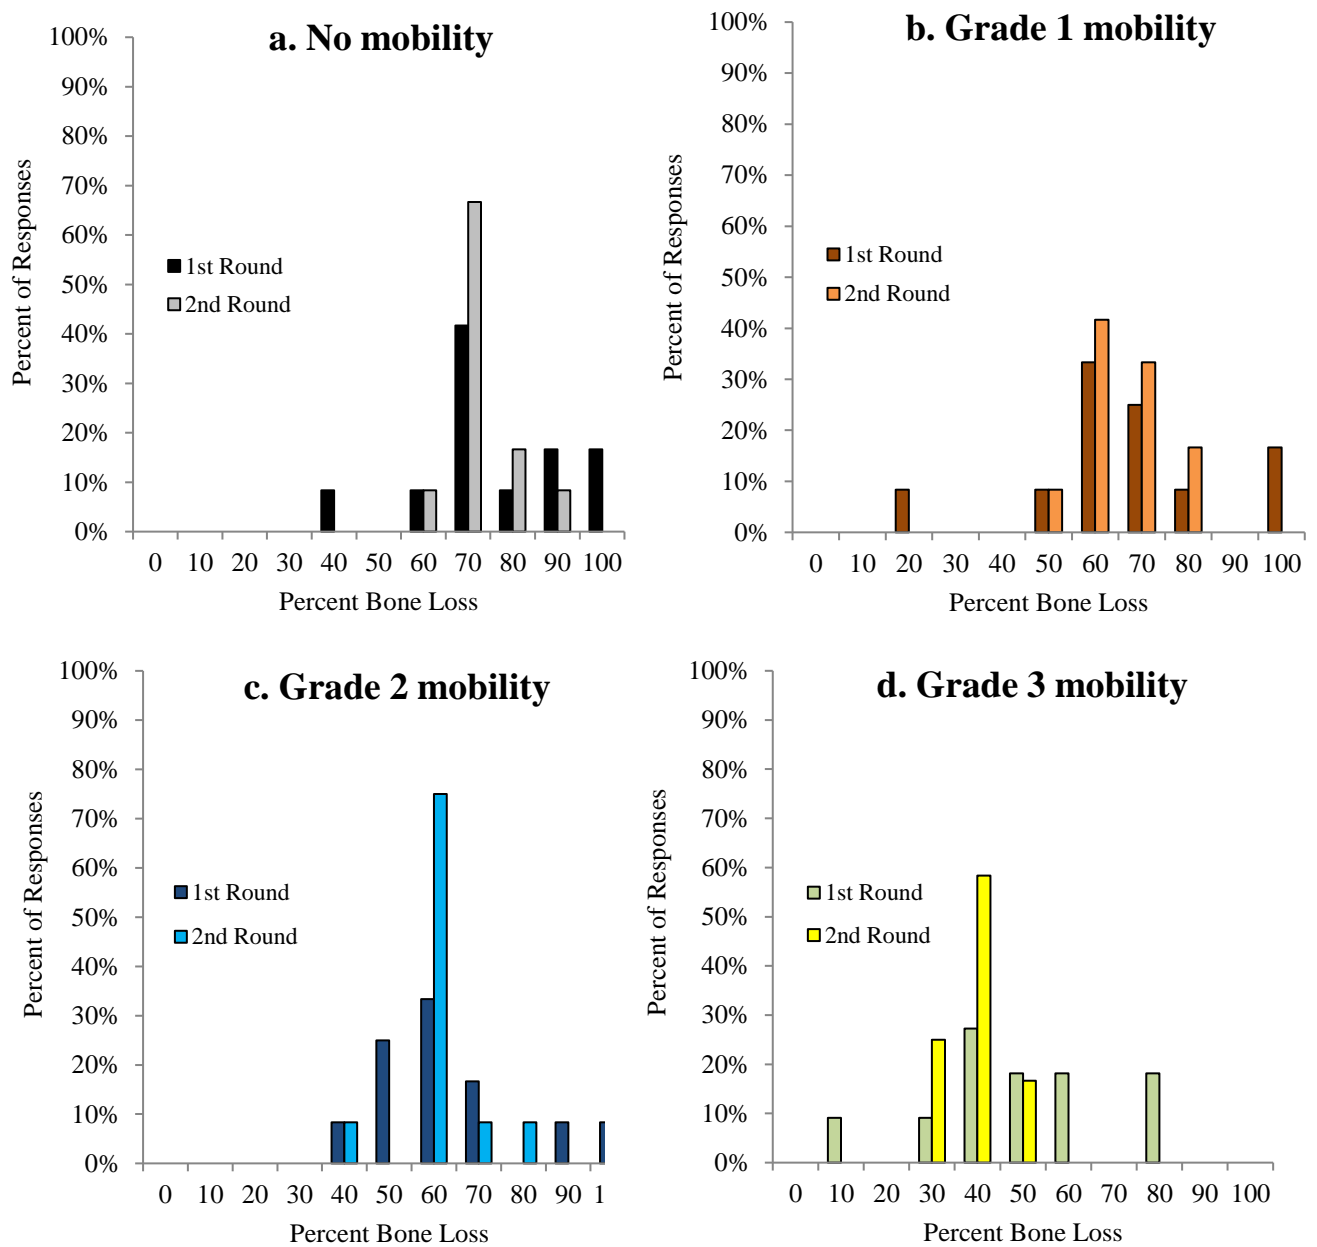 a. No mobility
100%
90%
80%
70%
60%
50%
40%
30%
20%
10%
0%
Percent of Responses
1st Round
2nd Round
0 10 20 30 40 50 60 70 80 90 100
Percent Bone Loss
b. Grade 1 mobility
100%
90%
80%
70%
60%
50%
40%
30%
20%
10%
0%
Percent of Responses
1st Round
2nd Round
0 10 20 30 40 50 60 70 80 90 100
Percent Bone Loss
c. Grade 2 mobility
100%
90%
80%
70%
60%
50%
40%
30%
20%
10%
0%
Percent of Responses
1st Round
2nd Round
0 10 20 30 40 50 60 70 80 90 1
Percent Bone Loss
d. Grade 3 mobility
100%
90%
80%
70%
60%
50%
40%
30%
20%
10%
0%
Percent of Responses
1st Round
2nd Round
0 10 20 30 40 50 60 70 80 90 100
Percent Bone Loss